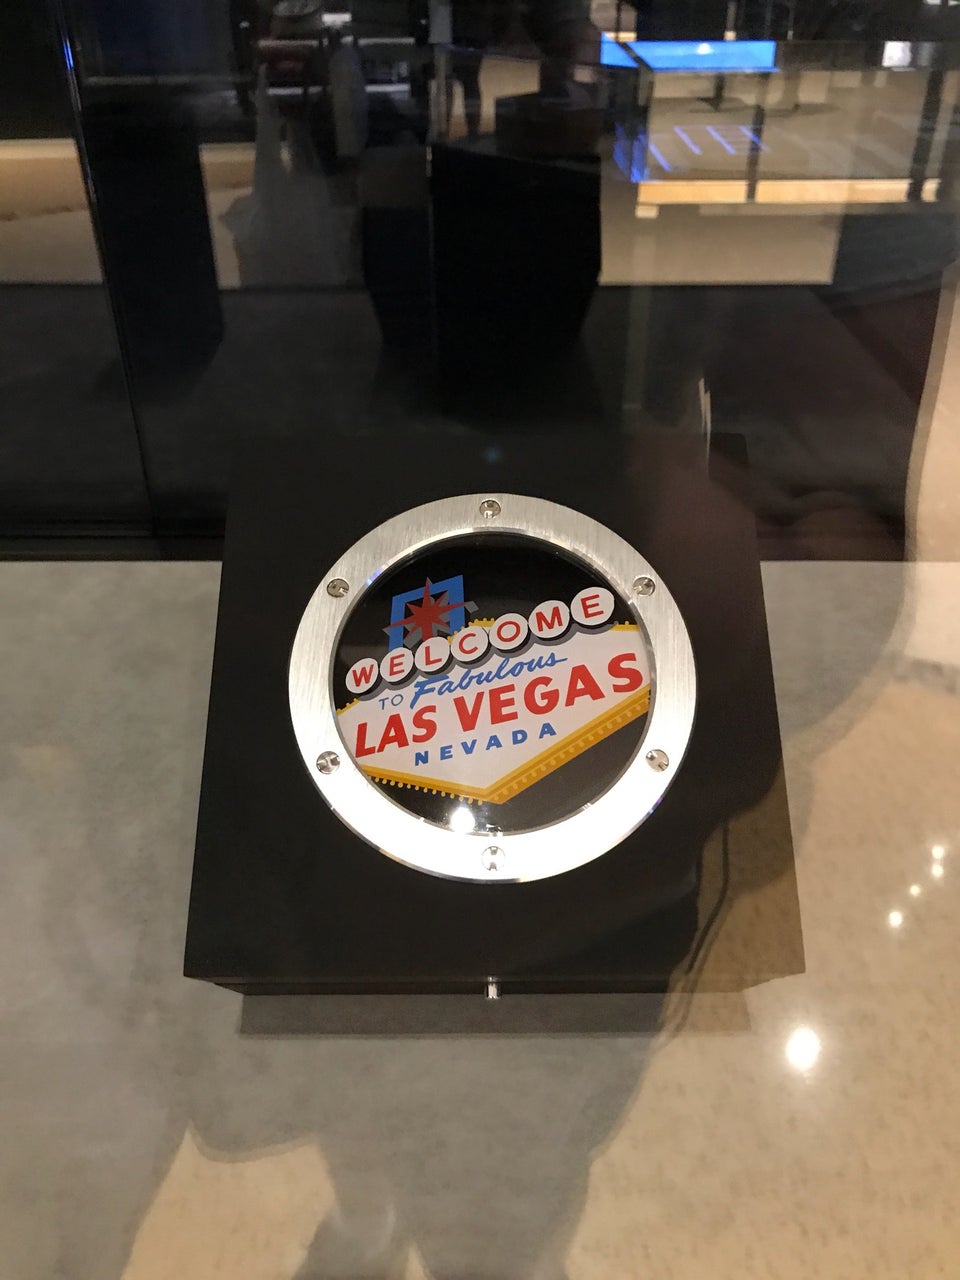 WELCOME
TO Fabulous
LAS VEGAS
NEVADA